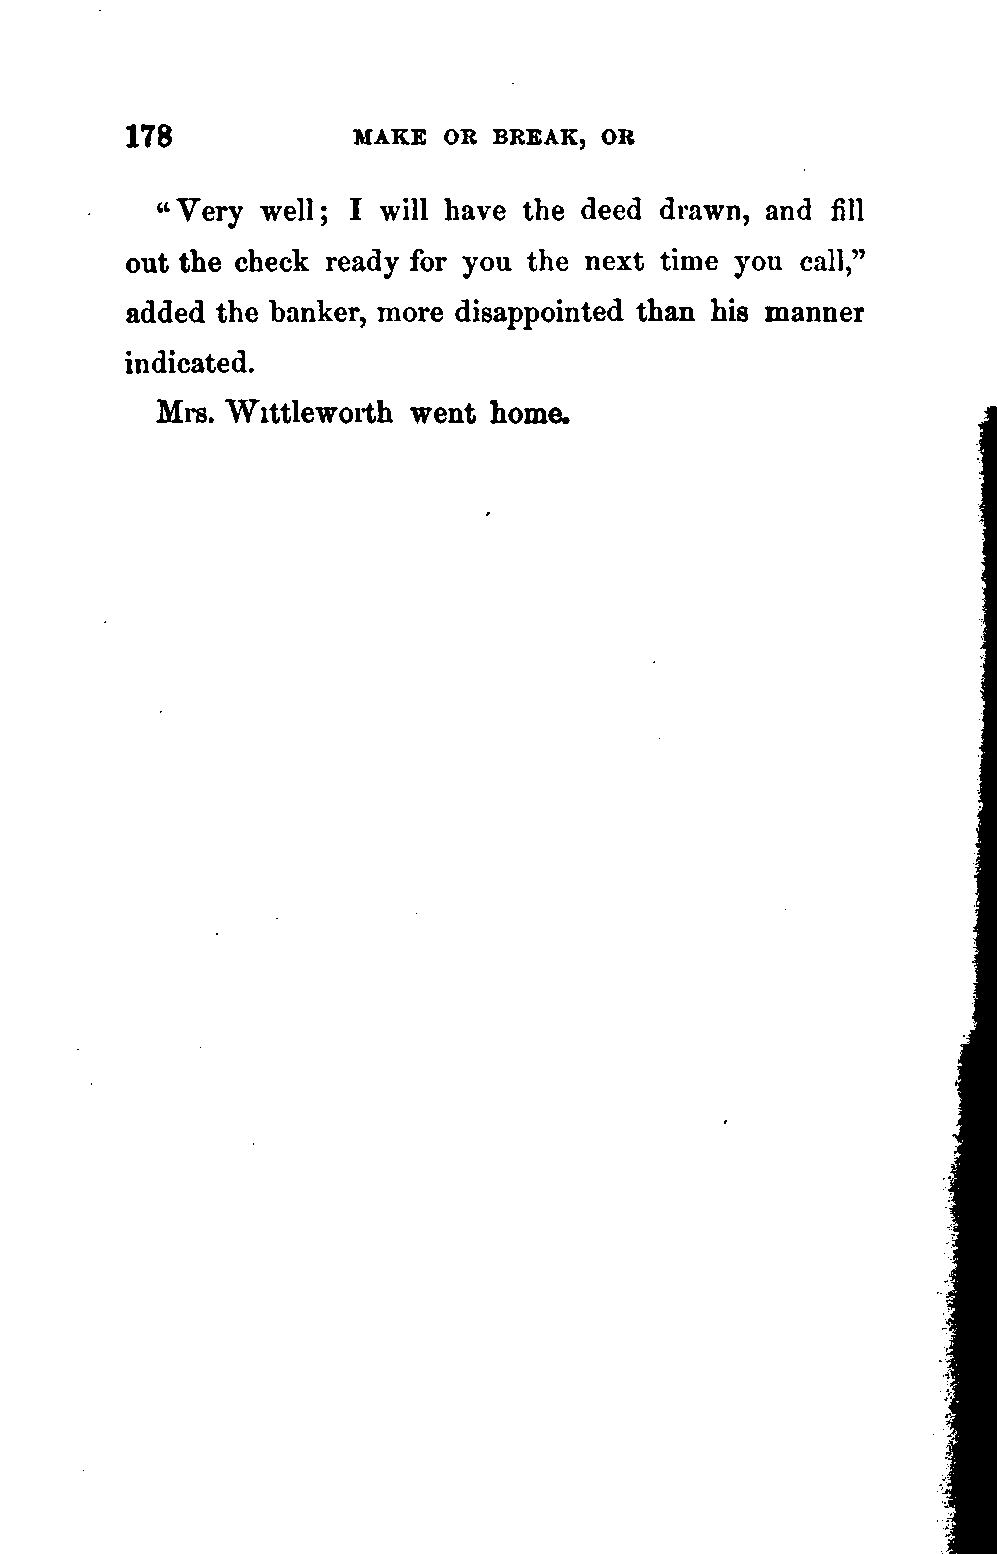 178 MAKE OR BREAK, OR
"Very well; I will have the deed drawn, and fill
out the check ready for you the next time you call,"
added the banker, more disappointed than his manner
indicated.
Mrs. Wittleworth went home.